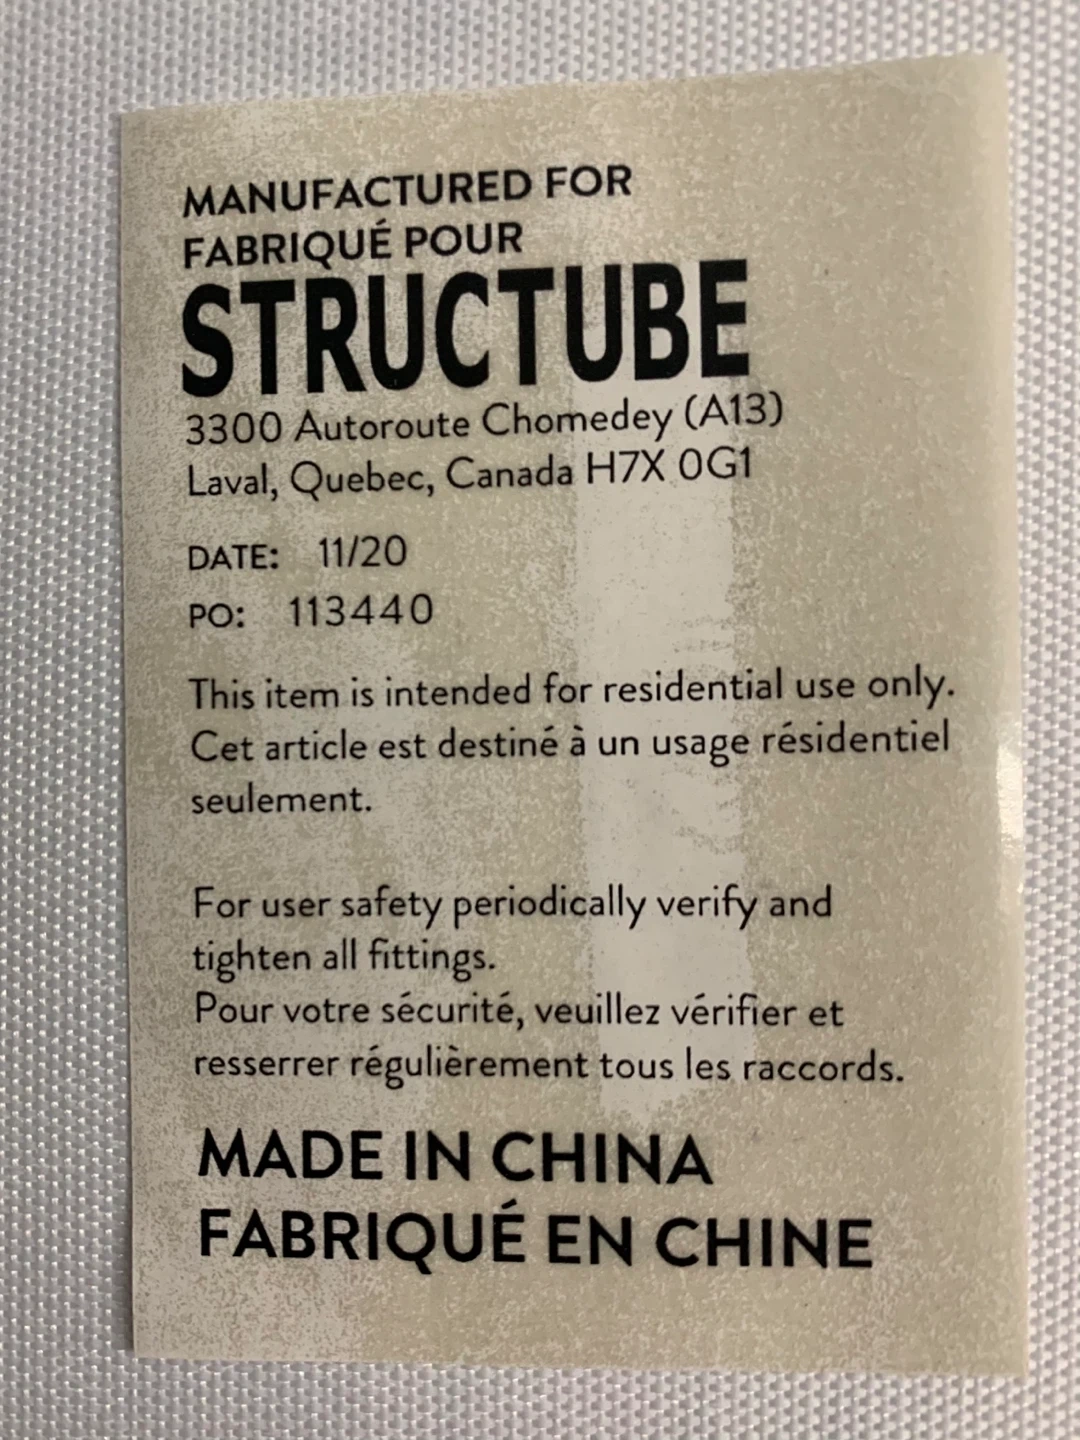 MANUFACTURED FOR
FABRIQUÉ POUR
STRUCTUBE
3300 Autoroute Chomedey (A13)
Laval, Quebec, Canada H7X 0G1
DATE: 11/20
PO: 113440
This item is intended for residential use only.
Cet article est destiné à un usage résidentiel
seulement.
For user safety periodically verify and
tighten all fittings.
Pour votre sécurité, veuillez vérifier et
resserrer régulièrement tous les raccords.
MADE IN CHINA
FABRIQUÉ EN CHINE